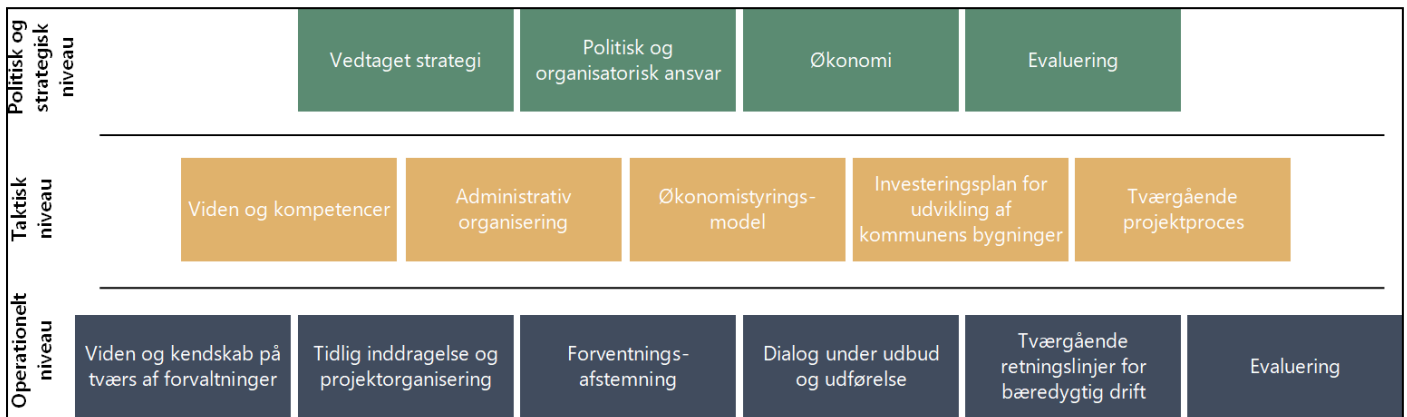 Politisk og
strategisk
niveau
Vedtaget strategi
Politisk og
organisatorisk ansvar
Økonomi
Evaluering
Taktisk
niveau
Viden og kompetencer
Administrativ
organisering
Økonomistyrings-
model
Investeringsplan for
udvikling af
kommunens bygninger
Tværgående
projektproces
Operationelt
niveau
Viden og kendskab på
tværs af forvaltninger
Tidlig inddragelse og
projektorganisering
Forventnings-
afstemning
Dialog under udbud
og udførelse
Tværgående
retningslinjer for
bæredygtig drift
Evaluering